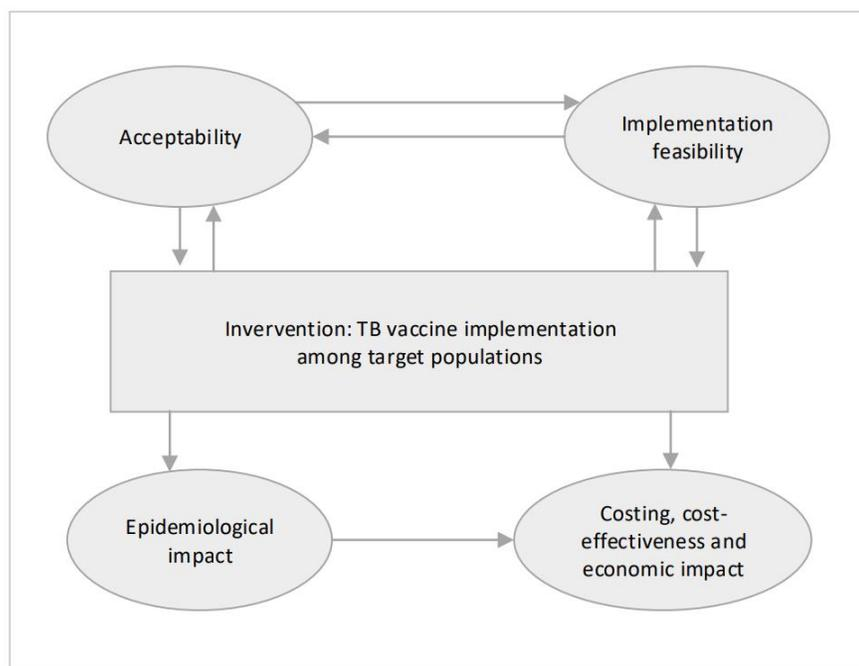 Acceptability
Implementation
feasibility
Invervention: TB vaccine implementation
among target populations
Epidemiological
impact
Costing, cost-
effectiveness and
economic impact